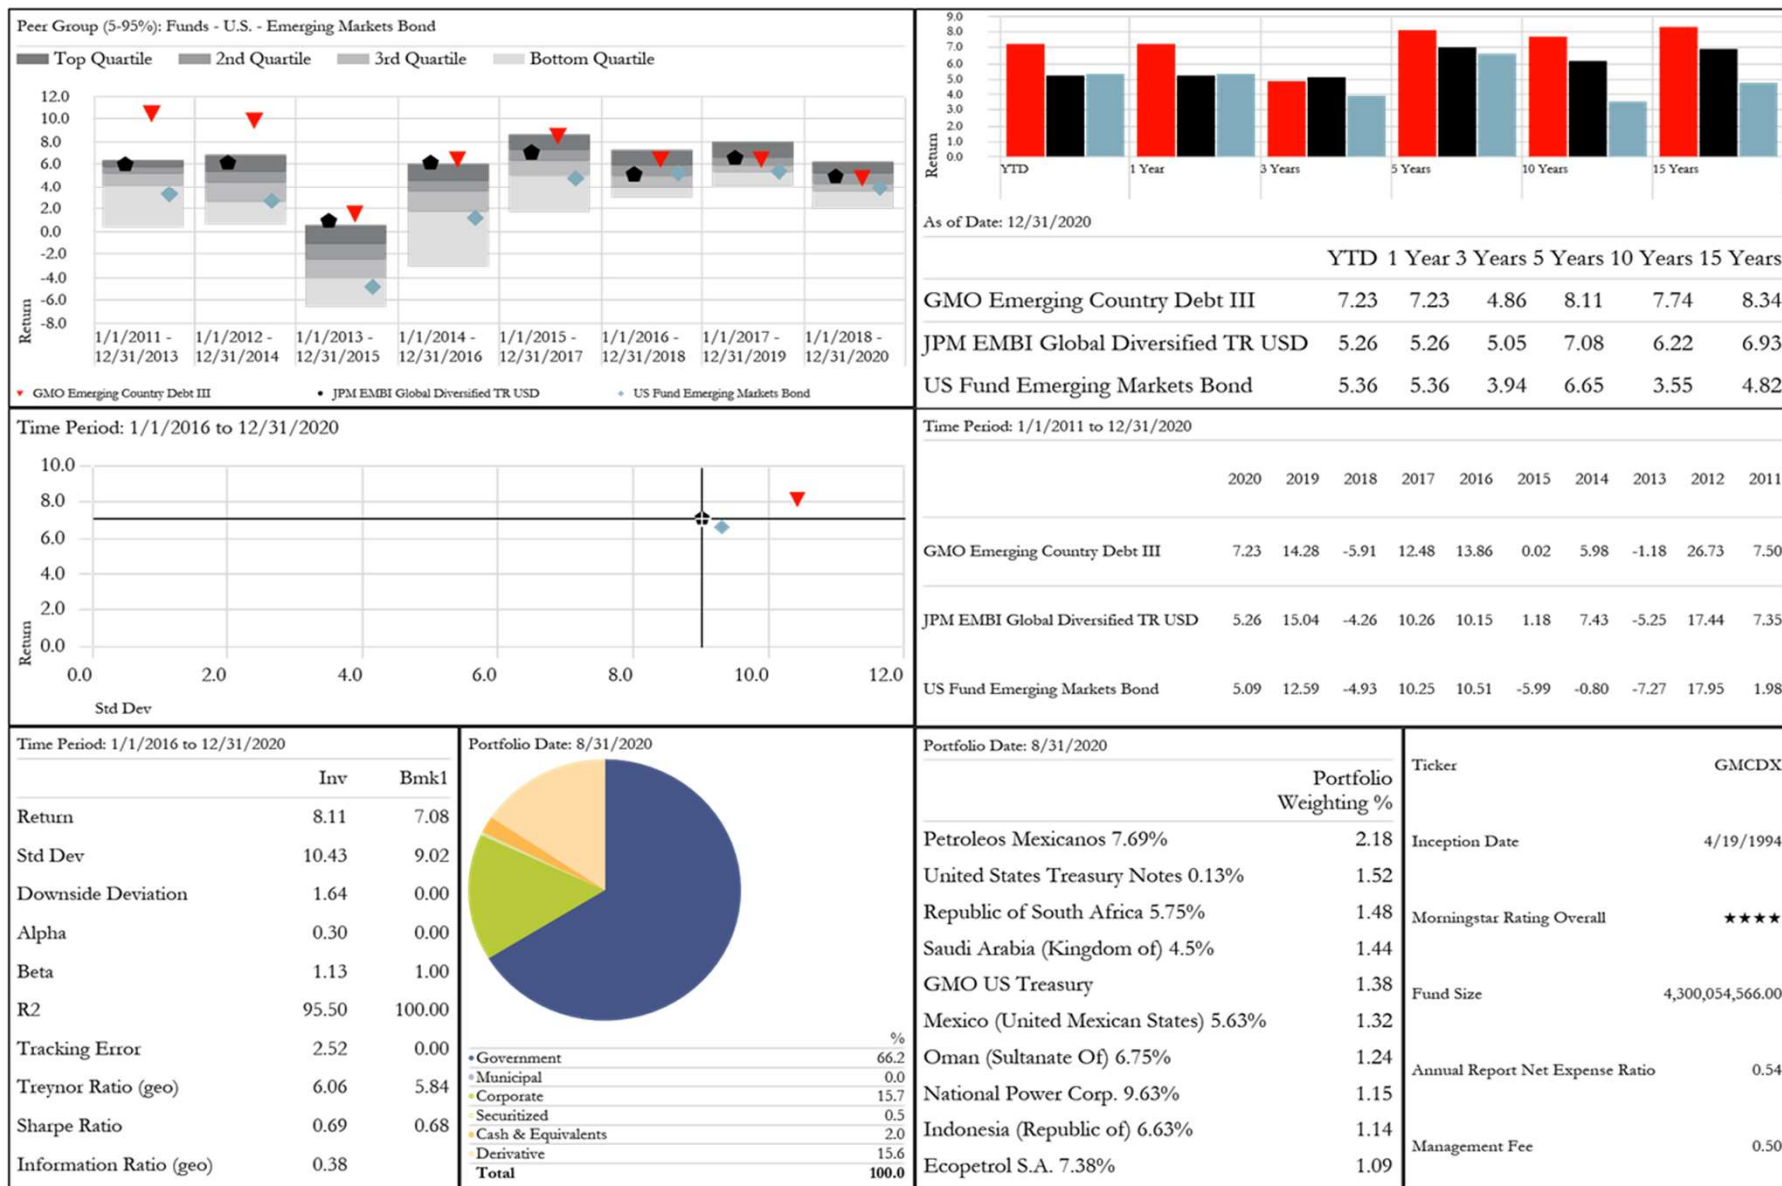 Peer Group (5-95%): Funds - U.S. - Emerging Markets Bond
Top Quartile 2nd Quartile 3rd Quartile Bottom Quartile
12.0
10.0
8.0
6.0
4.0
2.0
0.0
-2.0
-4.0
-6.0
-8.0
Return
1/1/2011 - 12/31/2013
1/1/2012 - 12/31/2014
1/1/2013 - 12/31/2015
1/1/2014 - 12/31/2016
1/1/2015 - 12/31/2017
1/1/2016 - 12/31/2018
1/1/2017 - 12/31/2019
1/1/2018 - 12/31/2020
GMO Emerging Country Debt III JPM EMBI Global Diversified TR USD US Fund Emerging Markets Bond
9.0
8.0
7.0
6.0
5.0
4.0
3.0
2.0
1.0
0.0
Return
YTD 1 Year 3 Years 5 Years 10 Years 15 Years
As of Date: 12/31/2020
YTD 1 Year 3 Years 5 Years 10 Years 15 Years
GMO Emerging Country Debt III 7.23 7.23 4.86 8.11 7.74 8.34
JPM EMBI Global Diversified TR USD 5.26 5.26 5.05 7.08 6.22 6.93
US Fund Emerging Markets Bond 5.36 5.36 3.94 6.65 3.55 4.82
Time Period: 1/1/2016 to 12/31/2020
10.0
8.0
6.0
4.0
2.0
0.0
Return
0.0 2.0 4.0 6.0 8.0 10.0 12.0
Std Dev
Time Period: 1/1/2011 to 12/31/2020
2020 2019 2018 2017 2016 2015 2014 2013 2012 2011
GMO Emerging Country Debt III 7.23 14.28 -5.91 12.48 13.86 0.02 5.98 -1.18 26.73 7.50
JPM EMBI Global Diversified TR USD 5.26 15.04 -4.26 10.26 10.15 1.18 7.43 -5.25 17.44 7.35
US Fund Emerging Markets Bond 5.09 12.59 -4.93 10.25 10.51 -5.99 -0.80 -7.27 17.95 1.98
Time Period: 1/1/2016 to 12/31/2020
Inv Bmk1
Return 8.11 7.08
Std Dev 10.43 9.02
Downside Deviation 1.64 0.00
Alpha 0.30 0.00
Beta 1.13 1.00
R2 95.50 100.00
Tracking Error 2.52 0.00
Treynor Ratio (geo) 6.06 5.84
Sharpe Ratio 0.69 0.68
Information Ratio (geo) 0.38
Portfolio Date: 8/31/2020
%
Government 66.2
Municipal 0.0
Corporate 15.7
Securitized 0.5
Cash & Equivalents 2.0
Derivative 15.6
Total 100.0
Portfolio Date: 8/31/2020
Portfolio
Weighting %
Petroleos Mexicanos 7.69% 2.18
United States Treasury Notes 0.13% 1.52
Republic of South Africa 5.75% 1.48
Saudi Arabia (Kingdom of) 4.5% 1.44
GMO US Treasury 1.38
Mexico (United Mexican States) 5.63% 1.32
Oman (Sultanate Of) 6.75% 1.24
National Power Corp. 9.63% 1.15
Indonesia (Republic of) 6.63% 1.14
Ecopetrol S.A. 7.38% 1.09
Ticker GMCDX
Inception Date 4/19/1994
Morningstar Rating Overall ★★★★
Fund Size 4,300,054,566.00
Annual Report Net Expense Ratio 0.54
Management Fee 0.50